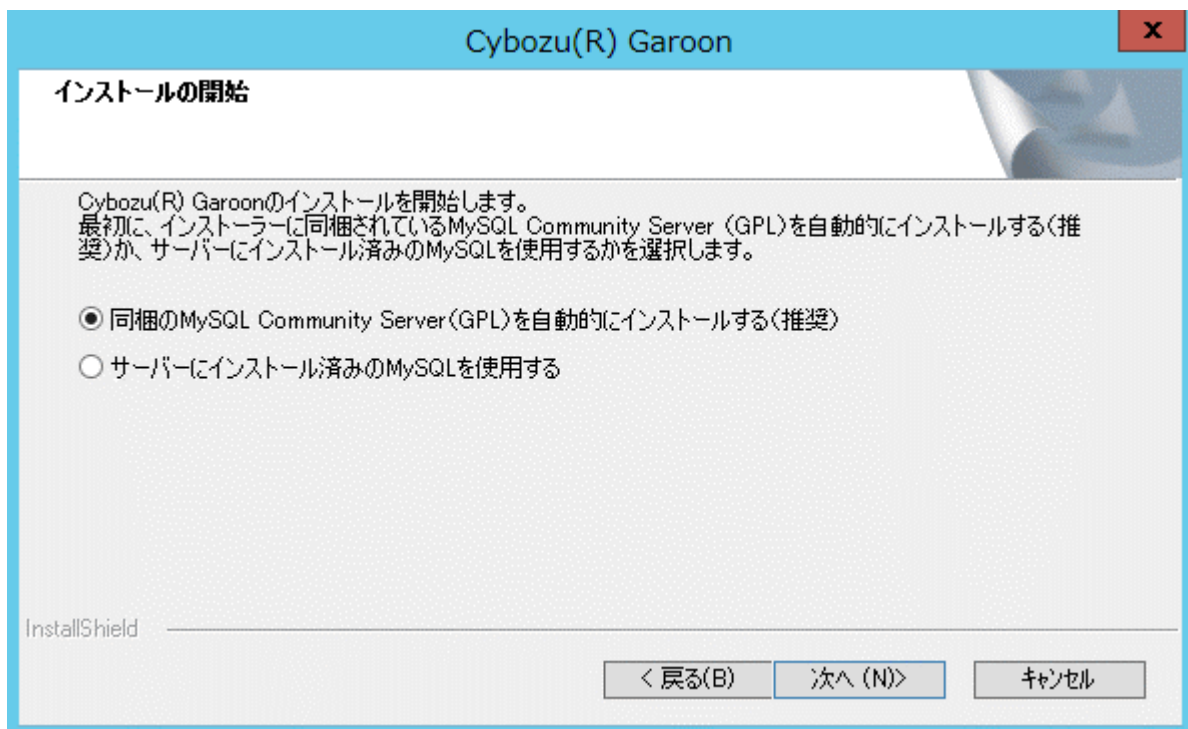 Cybozu(R) Garoon
x
インストールの開始
Cybozu(R) Garoonのインストールを開始します。
最初に、インストーラーに同梱されているMySQL Community Server (GPL)を自動的にインストールする(推
奨)か、サーバーにインストール済みのMySQLを使用するかを選択します。
同梱のMySQL Community Server(GPL)を自動的にインストールする(推奨)
サーバーにインストール済みのMySQLを使用する
InstallShield
< 戻る(B)
次へ (N)>
キャンセル